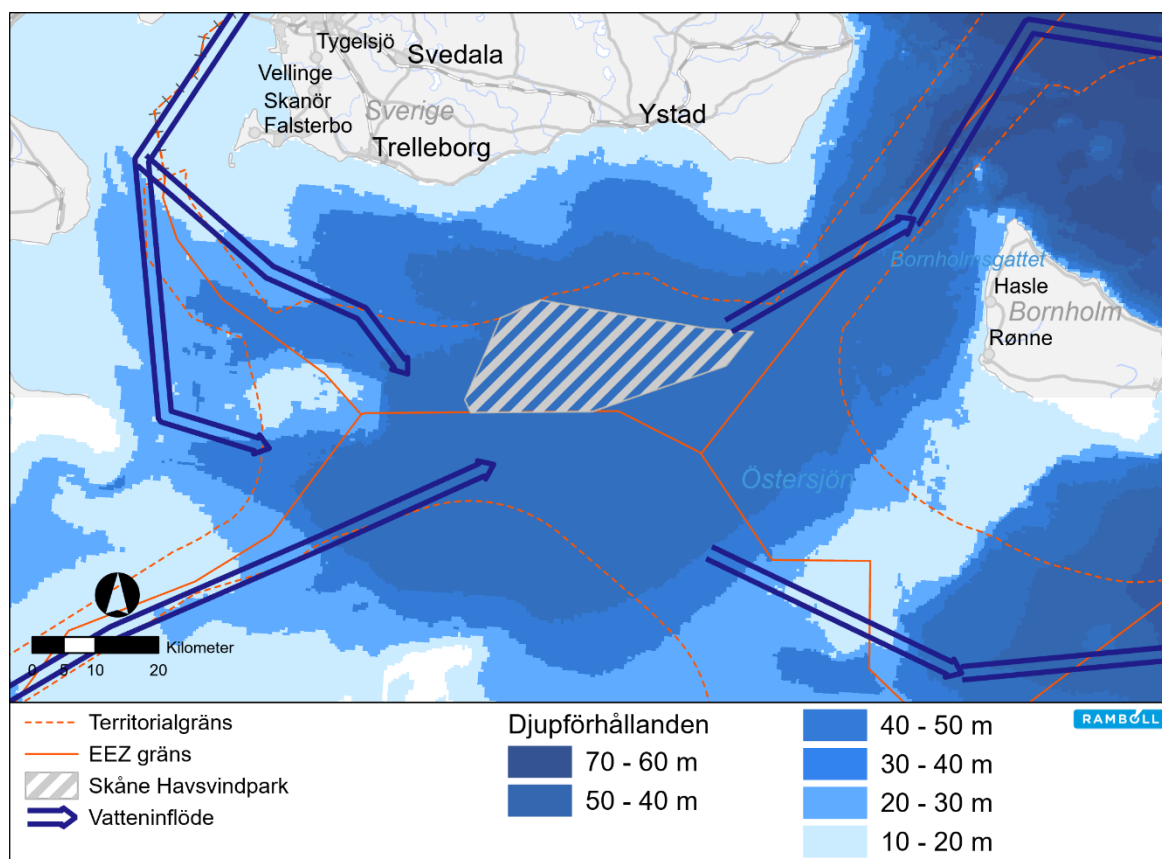 Tygelsjö
Svedala
Vellinge
Skanör
Sverige
Falsterbo
Ystad
Trelleborg
Bornholmsgattet
Hasle
Bornholm
Rønne
Östersjön
Kilometer
0 5 10 20
Territorialgräns
EEZ gräns
Skåne Havsvindpark
Vatteninflöde
Djupförhållanden
70 - 60 m
50 - 40 m
40 - 50 m
30 - 40 m
20 - 30 m
10 - 20 m
RAMBOLL